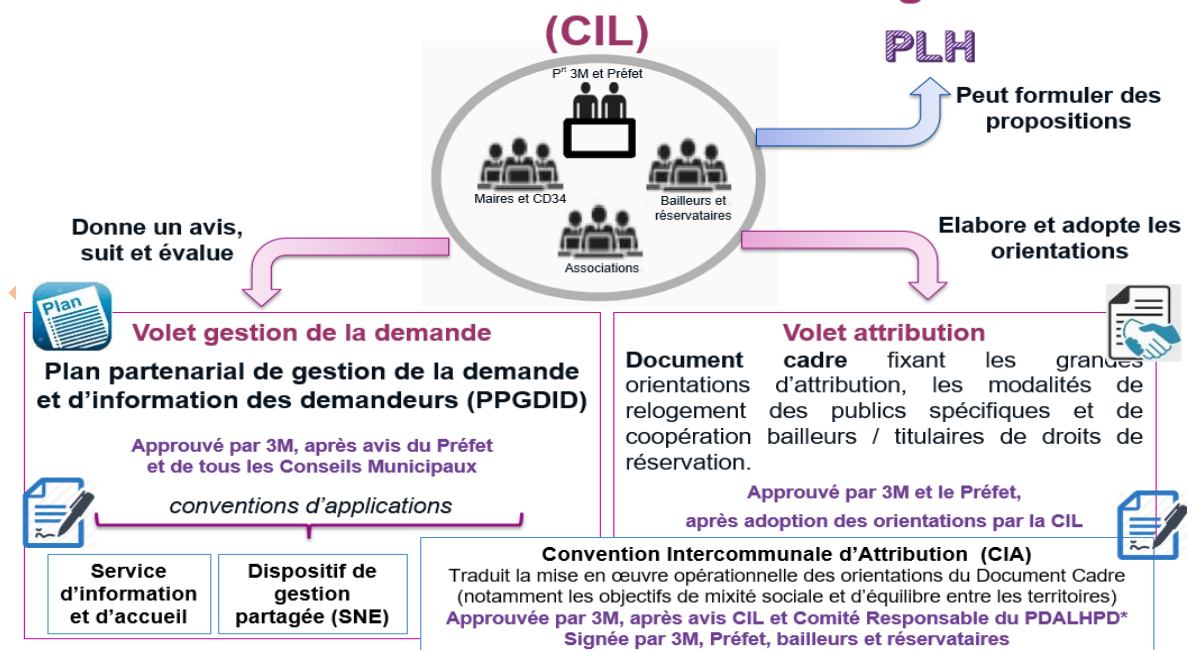 (CIL)
PLH
Pnt 3M et Préfet
Maires et CD34
Bailleurs et
réservataires
Associations
Peut formuler des
propositions
Donne un avis,
suit et évalue
Elabore et adopte les
orientations
Plan
Volet gestion de la demande
Plan partenarial de gestion de la demande
et d’information des demandeurs (PPGDID)
Approuvé par 3M, après avis du Préfet
et de tous les Conseils Municipaux
conventions d’applications
Service
d’information
et d’accueil
Dispositif de
gestion
partagée (SNE)
Volet attribution
Document cadre fixant les grandes
orientations d’attribution, les modalités de
relogement des publics spécifiques et de
coopération bailleurs / titulaires de droits de
réservation.
Approuvé par 3M et le Préfet,
après adoption des orientations par la CIL
Convention Intercommunale d’Attribution (CIA)
Traduit la mise en œuvre opérationnelle des orientations du Document Cadre
(notamment les objectifs de mixité sociale et d’équilibre entre les territoires)
Approuvée par 3M, après avis CIL et Comité Responsable du PDALHPD*
Signée par 3M, Préfet, bailleurs et réservataires